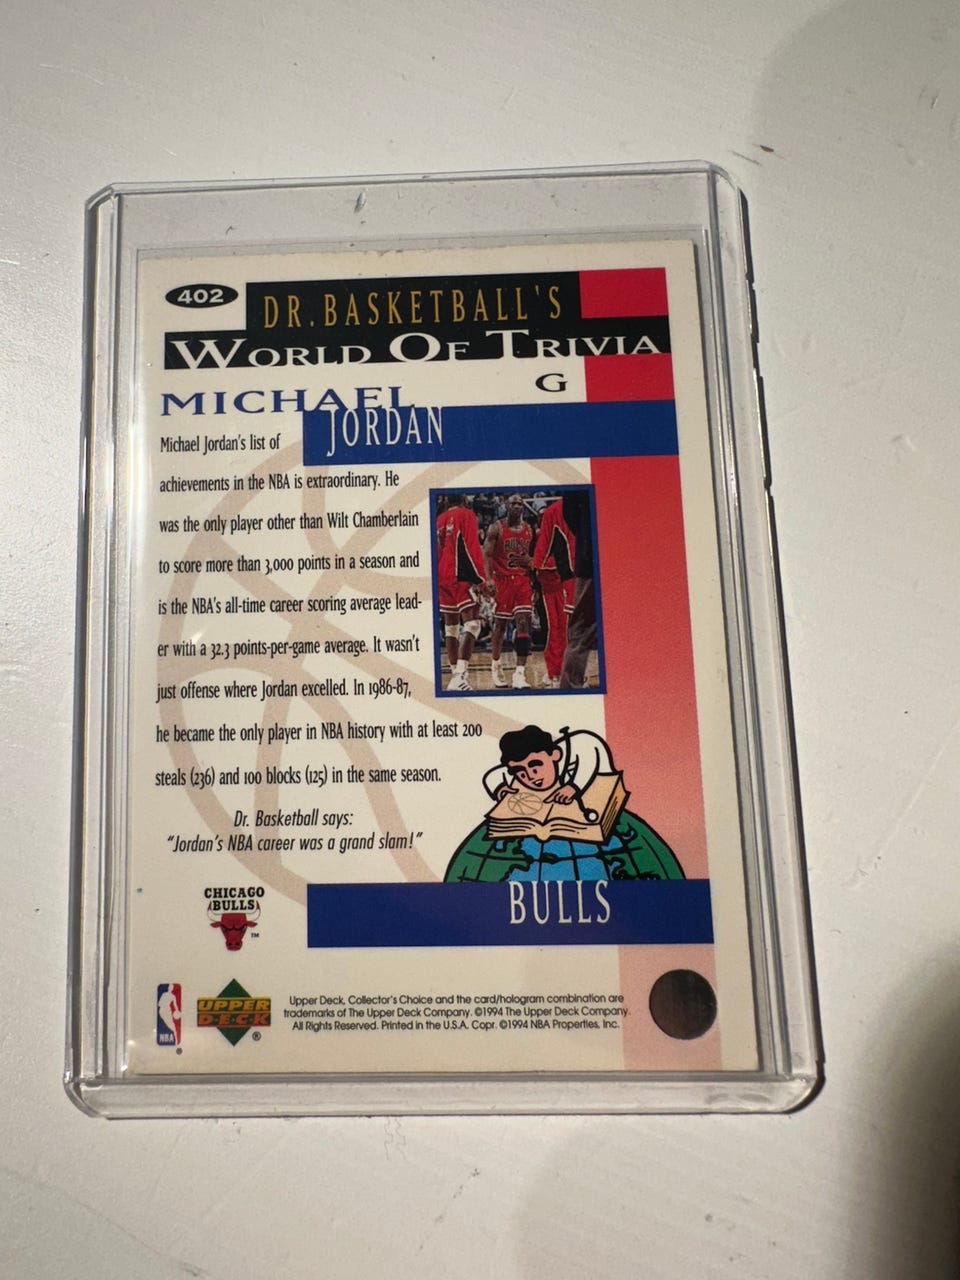 402
DR. BASKETBALL'S
WORLD OF TRIVIA
G
MICHAEL
JORDAN
Michael Jordan's list of
achievements in the NBA is extraordinary. He
was the only player other than Wilt Chamberlain
to score more than 3,000 points in a season and
is the NBA's all-time career scoring average lead-
er with a 32.3 points-per-game average. It wasn't
just offense where Jordan excelled. In 1986-87,
he became the only player in NBA history with at least 200
steals (236) and 100 blocks (125) in the same season.
Dr. Basketball says:
"Jordan's NBA career was a grand slam!"
BULLS
CHICAGO
BULLS
TM
BULLS
NBA
®
UPPER
D·E·C·K
®
Upper Deck, Collector's Choice and the card/hologram combination are
trademarks of The Upper Deck Company. ©1994 The Upper Deck Company.
All Rights Reserved. Printed in the U.S.A. Copr. ©1994 NBA Properties, Inc.